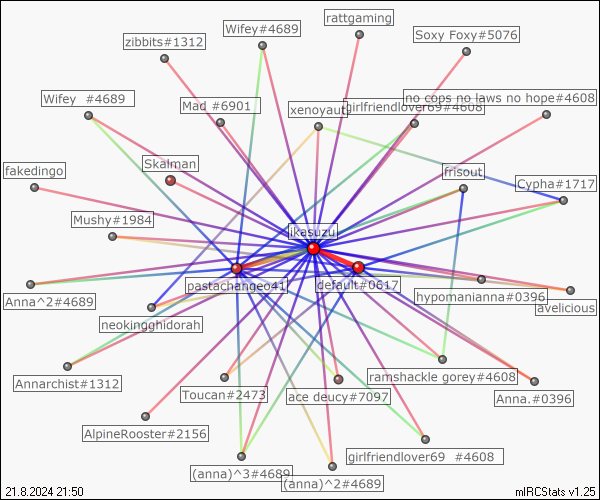 rattgaming
Wifey#4689
Soxy Foxy#5076
zibbits#1312
Wifey  #4689
Mad #6901
xenoyaut
girlfriendlover69#4689
no cops no laws no hope#4608
Skalman
fakedingo
frisout
Cypha#1717
Mushy#1984
ikasuzu
pastachangeo41
default#0617
Anna^2#4689
hypomanianna#0396
avelicious
neokingghidorah
Annarchist#1312
ramshackle gorey#4608
Toucan#2473
ace deucy#7097
Anna.#0396
AlpineRooster#2156
girlfriendlover69  #4608
(anna)^3#4689
(anna)^2#4689
21.8.2024 21:50
mIRCStats v1.25